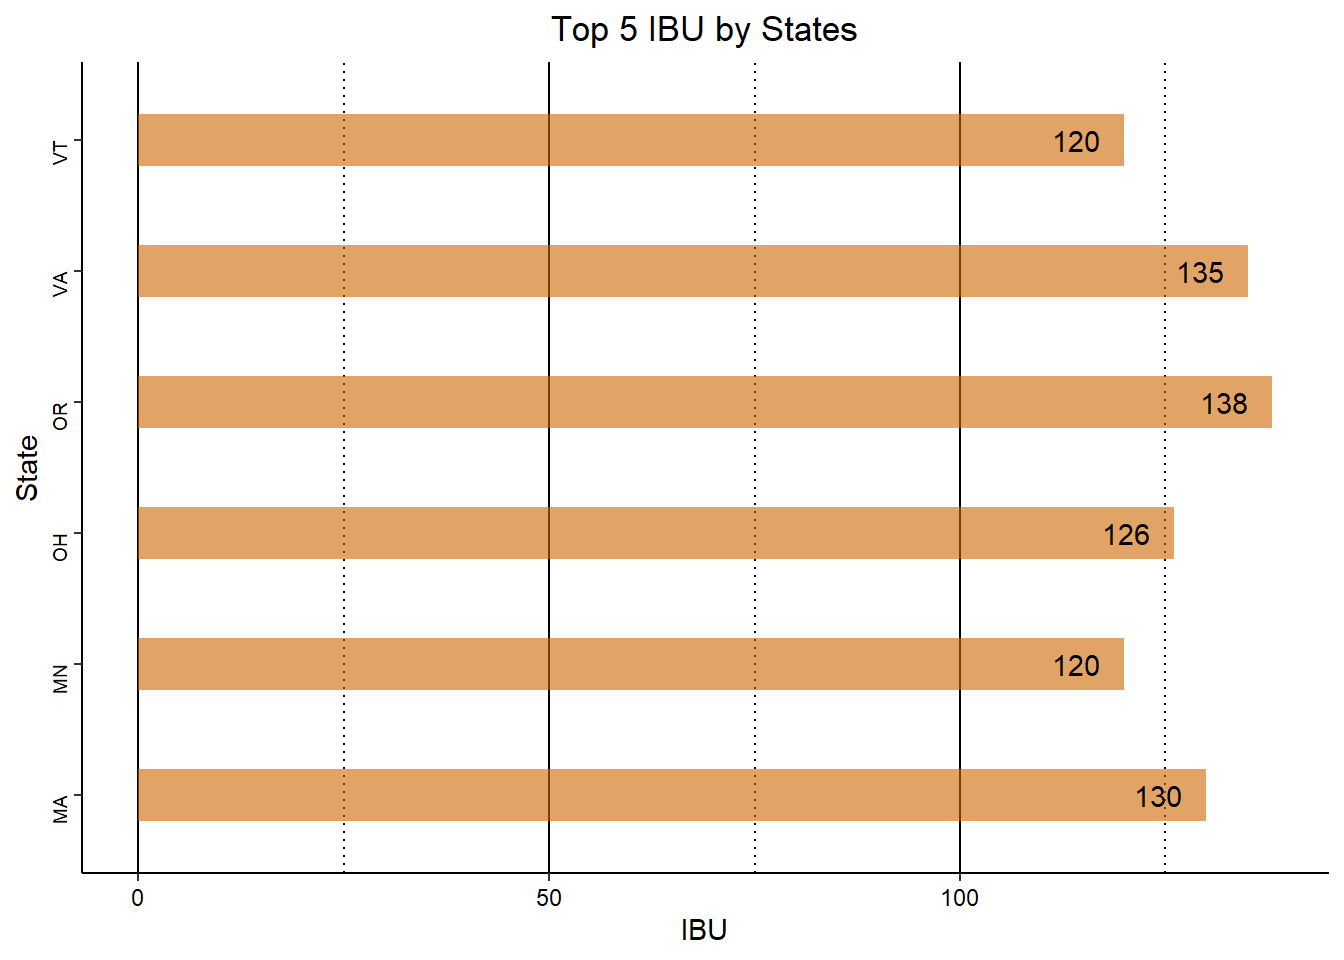 Top 5 IBU by States
VT
120
VA
135
OR
138
State
OH
126
MN
120
MA
130
0 50 100
IBU